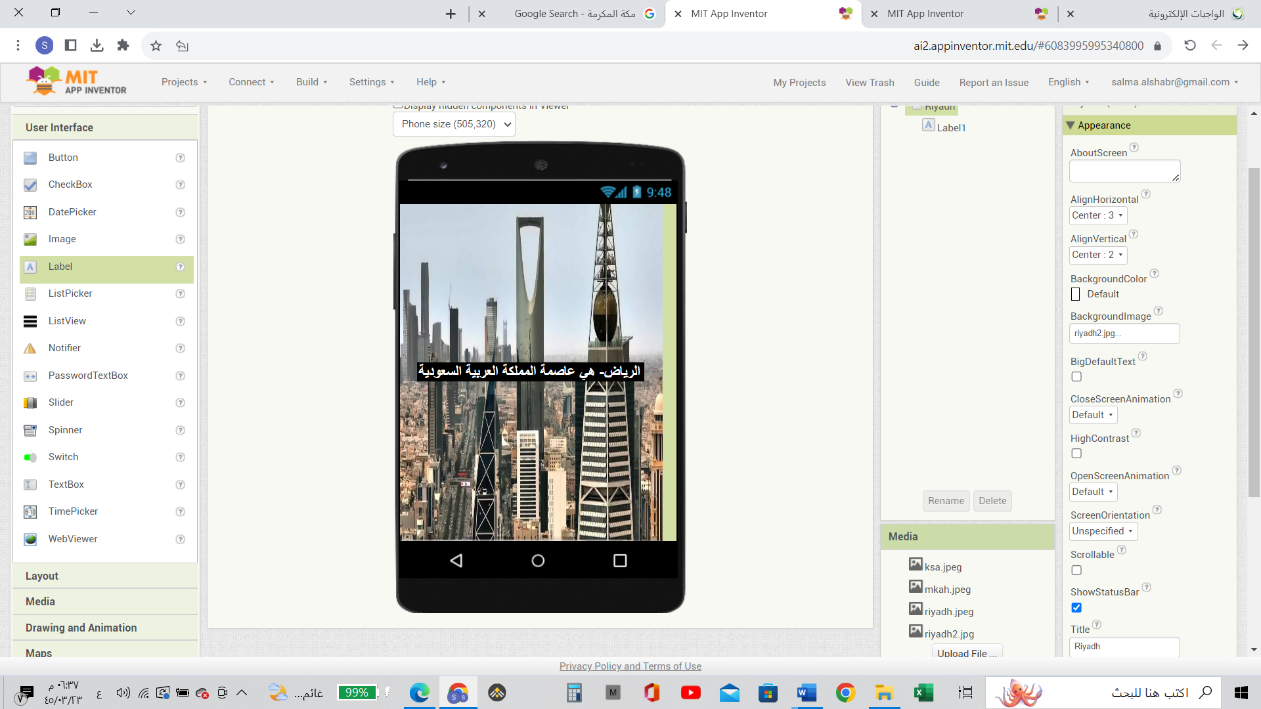 Google Search - مكة المكرمة
MIT App Inventor
MIT App Inventor
الواجبات الإلكترونية
S
ai2.appinventor.mit.edu/#6083995995340800
MIT
APP INVENTOR
Projects
Connect
Build
Settings
Help
My Projects
View Trash
Guide
Report an Issue
English
salma.alshabr@gmail.com
User Interface
Button
CheckBox
DatePicker
Image
Label
ListPicker
ListView
Notifier
PasswordTextBox
Slider
Spinner
Switch
TextBox
TimePicker
WebViewer
Layout
Media
Drawing and Animation
Maps
Display hidden components in Viewer
Phone size (505,320)
9:48
الرياض- هي عاصمة المملكة العربية السعودية
Riyadh
Label1
Rename
Delete
Media
ksa.jpeg
mkah.jpeg
riyadh.jpeg
riyadh2.jpg
Upload File ...
Appearance
AboutScreen
AlignHorizontal
Center : 3
AlignVertical
Center : 2
BackgroundColor
Default
BackgroundImage
riyadh2.jpg...
BigDefaultText
CloseScreenAnimation
Default
HighContrast
OpenScreenAnimation
Default
ScreenOrientation
Unspecified
Scrollable
ShowStatusBar
Title
Riyadh
Privacy Policy and Terms of Use
٠٦:٣٧ م
٤٥/٠٣/٢٣
ع
غائم...
99%
M
اكتب هنا للبحث